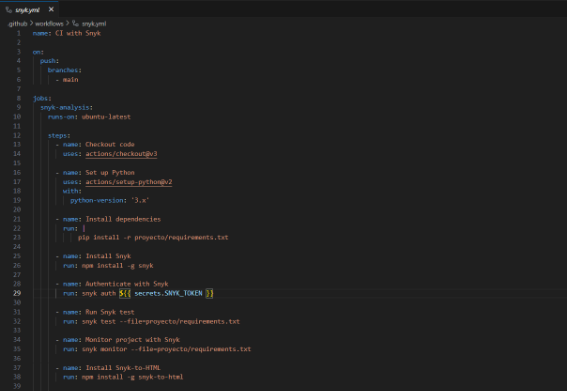 snyk.yml ×
.github > workflows > snyk.yml
1 name: CI with Snyk
2
3 on:
4 push:
5 branches:
6 - main
7
8 jobs:
9 snyk-analysis:
10 runs-on: ubuntu-latest
11
12 steps:
13 - name: Checkout code
14 uses: actions/checkout@v3
15
16 - name: Set up Python
17 uses: actions/setup-python@v2
18 with:
19 python-version: '3.x'
20
21 - name: Install dependencies
22 run: |
23 pip install -r proyecto/requirements.txt
24
25 - name: Install Snyk
26 run: npm install -g snyk
27
28 - name: Authenticate with Snyk
29 run: snyk auth ${{ secrets.SNYK_TOKEN }}
30
31 - name: Run Snyk test
32 run: snyk test --file=proyecto/requirements.txt
33
34 - name: Monitor project with Snyk
35 run: snyk monitor --file=proyecto/requirements.txt
36
37 - name: Install Snyk-to-HTML
38 run: npm install -g snyk-to-html
39